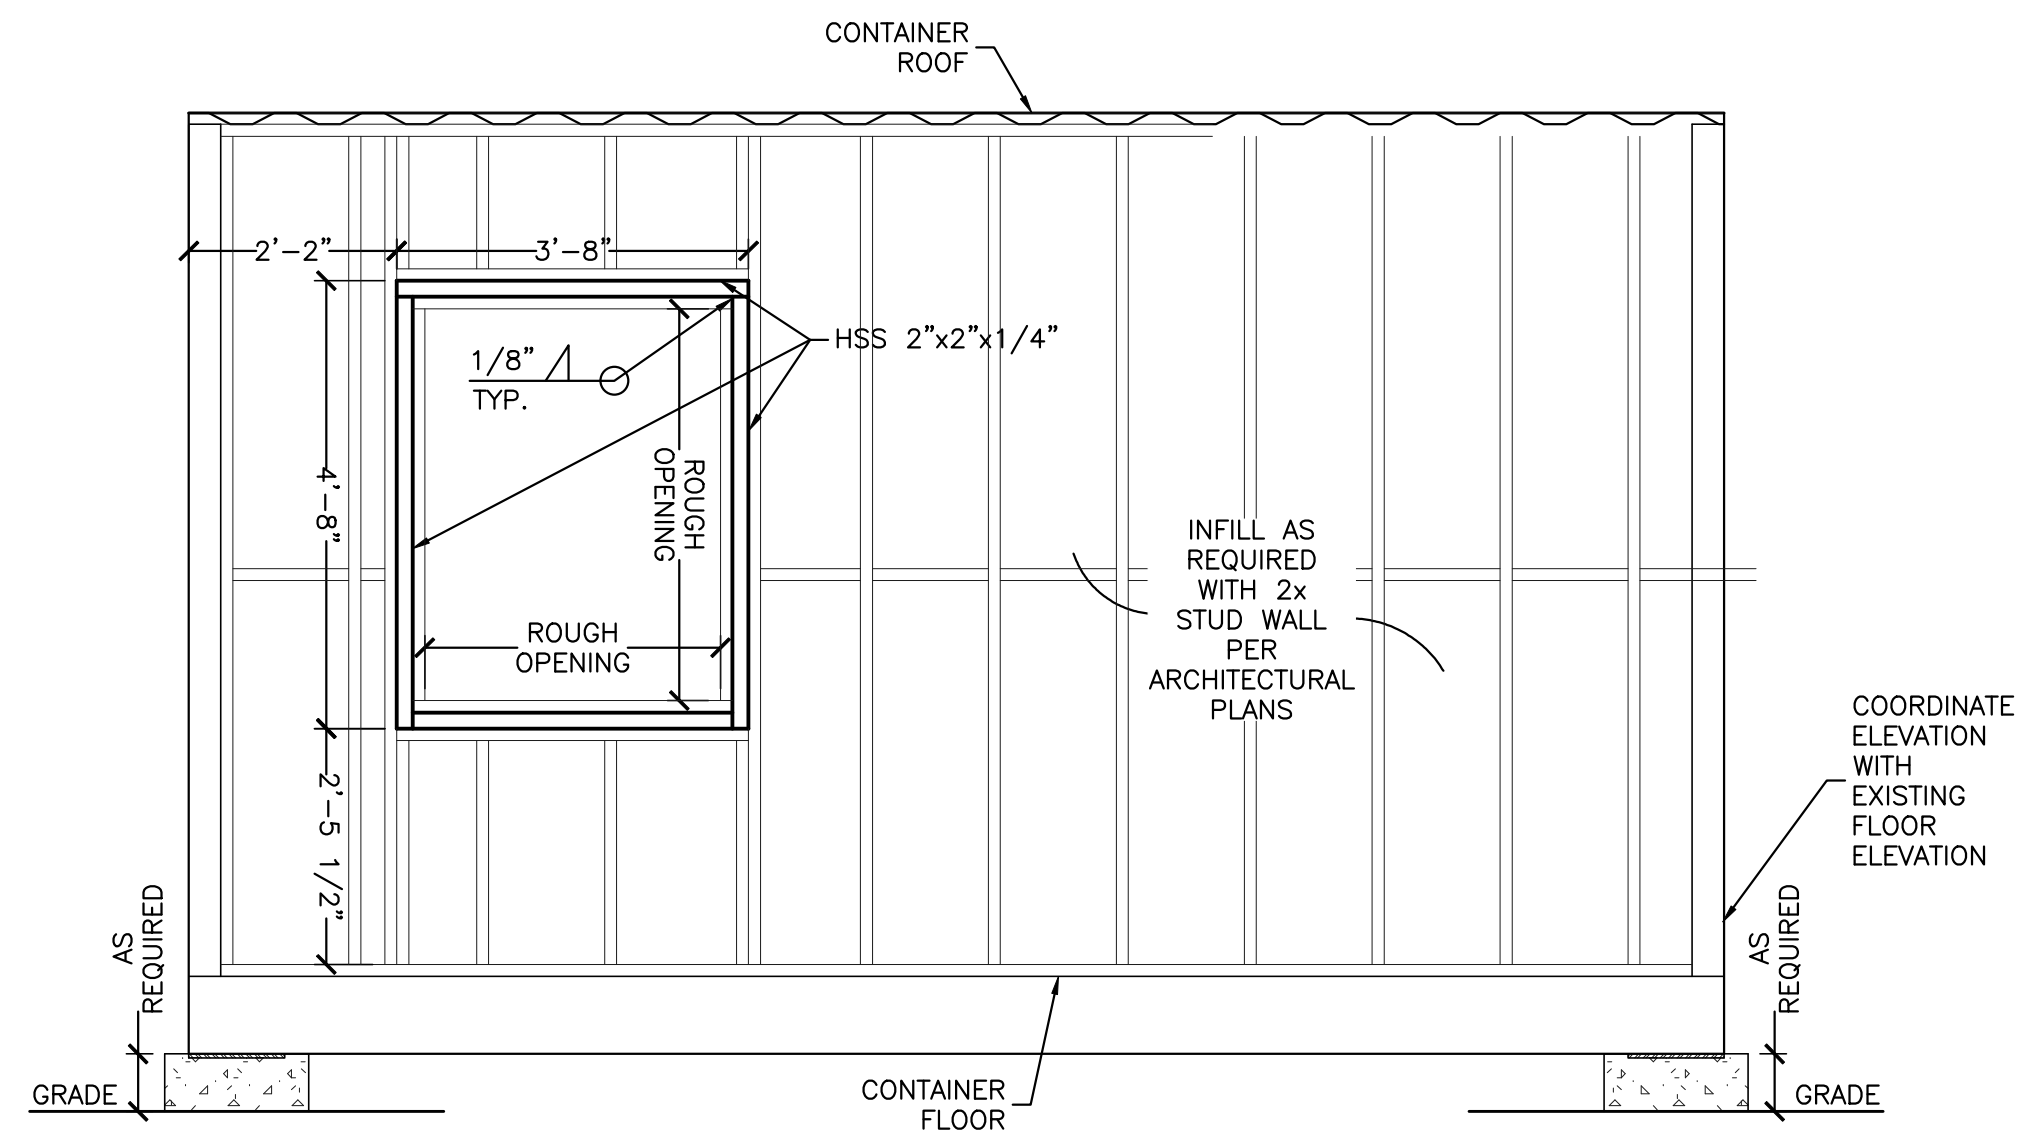 CONTAINER
ROOF
2'-2"
3'-8"
HSS 2"x2"x1/4"
1/8"
TYP.
4'-8"
ROUGH
OPENING
ROUGH
OPENING
INFILL AS
REQUIRED
WITH 2x
STUD WALL
PER
ARCHITECTURAL
PLANS
COORDINATE
ELEVATION
WITH
EXISTING
FLOOR
ELEVATION
2'-5 1/2"
AS
REQUIRED
AS
REQUIRED
GRADE
CONTAINER
FLOOR
GRADE